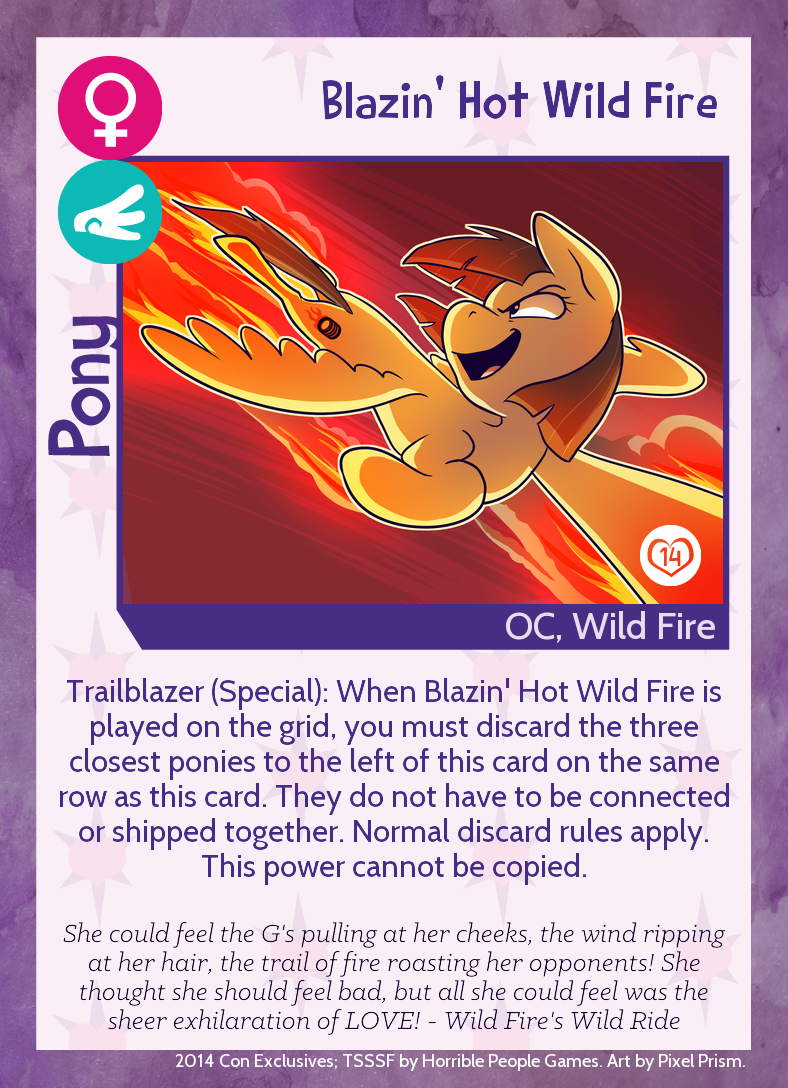 Blazin' Hot Wild Fire
Pony
14
OC, Wild Fire
Trailblazer (Special): When Blazin' Hot Wild Fire is
played on the grid, you must discard the three
closest ponies to the left of this card on the same
row as this card. They do not have to be connected
or shipped together. Normal discard rules apply.
This power cannot be copied.
She could feel the G's pulling at her cheeks, the wind ripping
at her hair, the trail of fire roasting her opponents! She
thought she should feel bad, but all she could feel was the
sheer exhilaration of LOVE! - Wild Fire's Wild Ride
2014 Con Exclusives; TSSSF by Horrible People Games. Art by Pixel Prism.